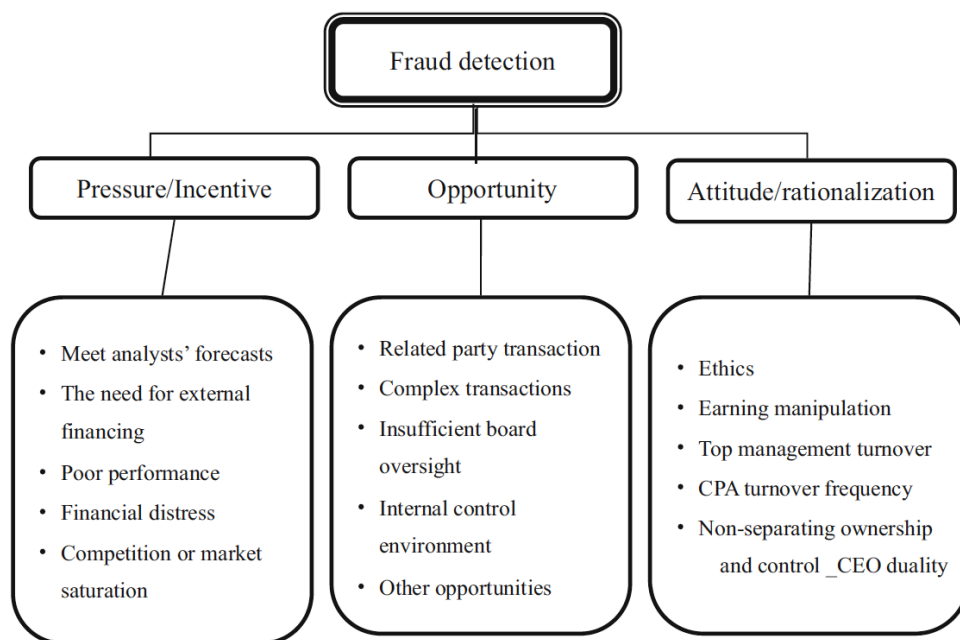 Fraud detection
Pressure/Incentive
Opportunity
Attitude/rationalization
• Meet analysts' forecasts
• The need for external
financing
• Poor performance
• Financial distress
• Competition or market
saturation
• Related party transaction
• Complex transactions
• Insufficient board
oversight
• Internal control
environment
• Other opportunities
• Ethics
• Earning manipulation
• Top management turnover
• CPA turnover frequency
• Non-separating ownership
and control _CEO duality